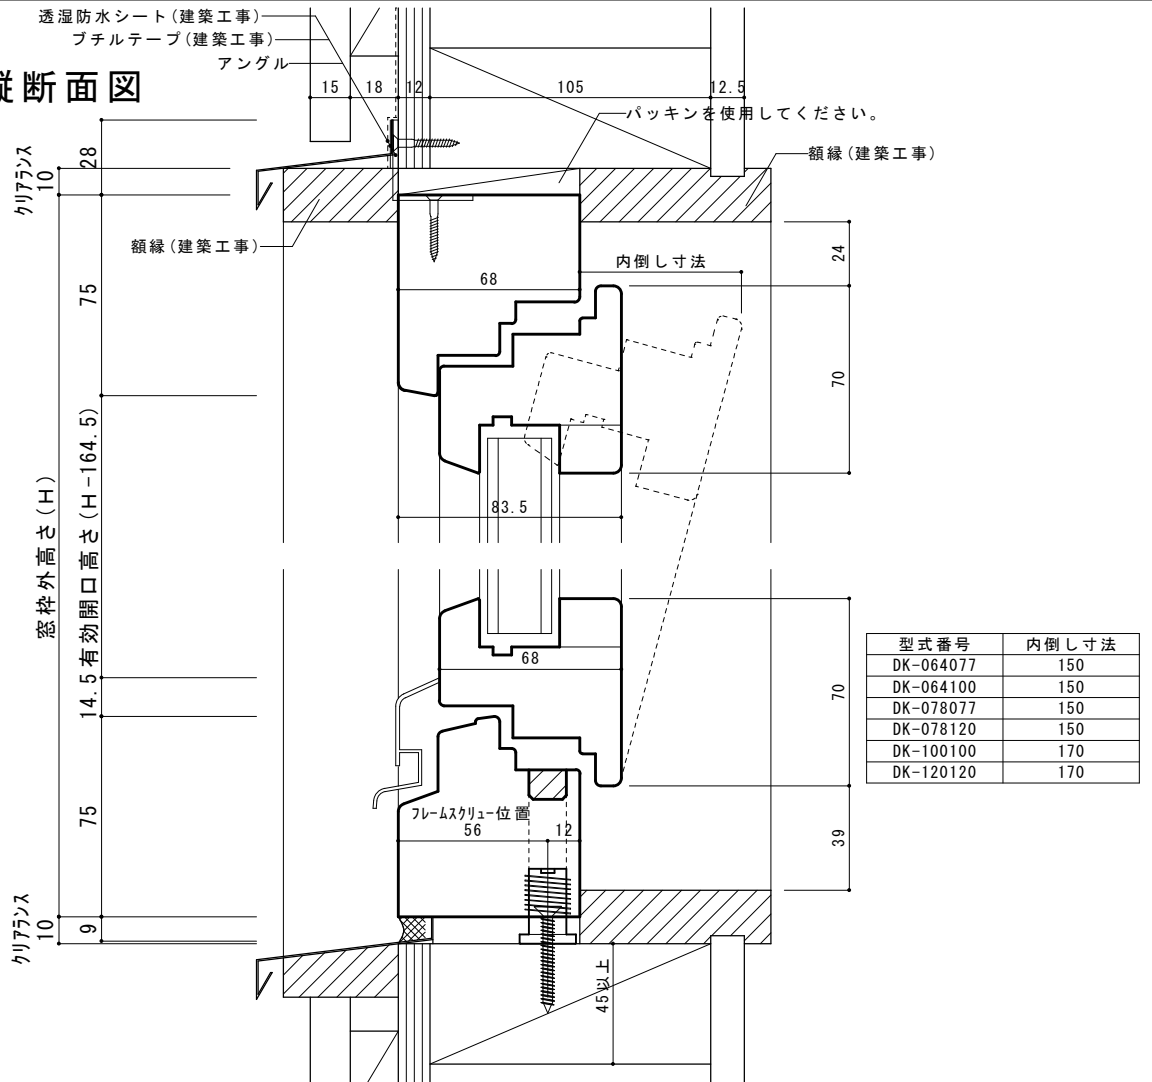 透湿防水シート(建築工事)
ブチルテープ(建築工事)
アングル
縦断面図
15
18
12
105
12.5
パッキンを使用してください。
額縁(建築工事)
クリアランス
10
28
額縁(建築工事)
68
内倒し寸法
24
75
70
83.5
窓枠外高さ(H)
有効開口高さ(H-164.5)
14.5
68
70
型式番号 内倒し寸法
DK-064077 150
DK-064100 150
DK-078077 150
DK-078120 150
DK-100100 170
DK-120120 170
75
フレームスクリュー位置
56
12
39
クリアランス
10
9
45以上